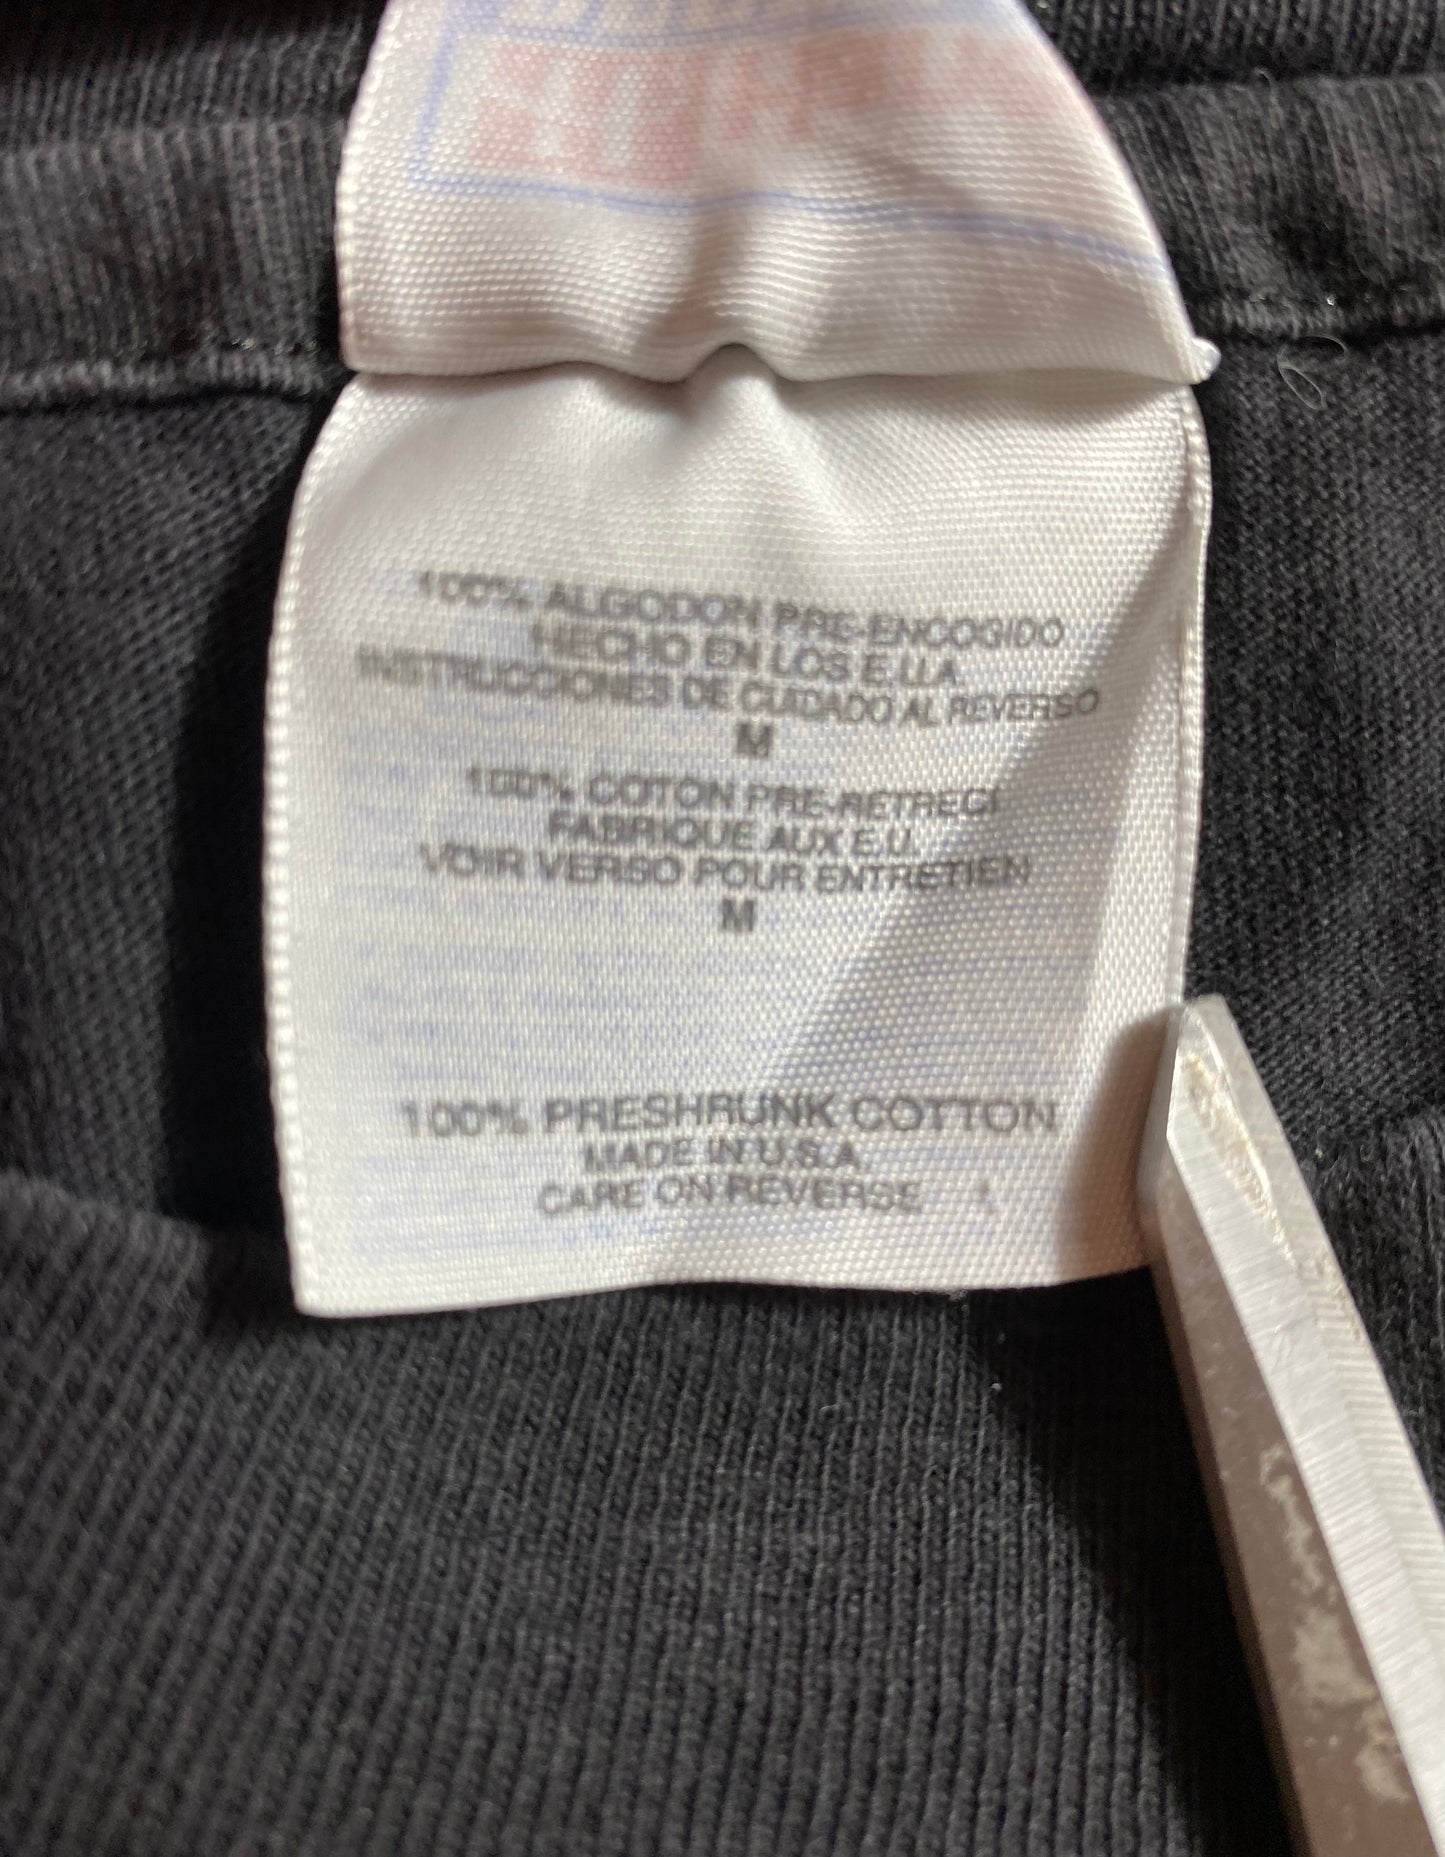 100% ALGODON PRE-ENCOGIDO
HECHO EN LOS E.U.A.
INSTRUCCIONES DE CUIDADO AL REVERSO
M
100% COTON PRE-RETRECI
FABRIQUE AUX E.U.
VOIR VERSO POUR ENTRETIEN
M
100% PRESHRUNK COTTON
MADE IN U.S.A.
CARE ON REVERSE